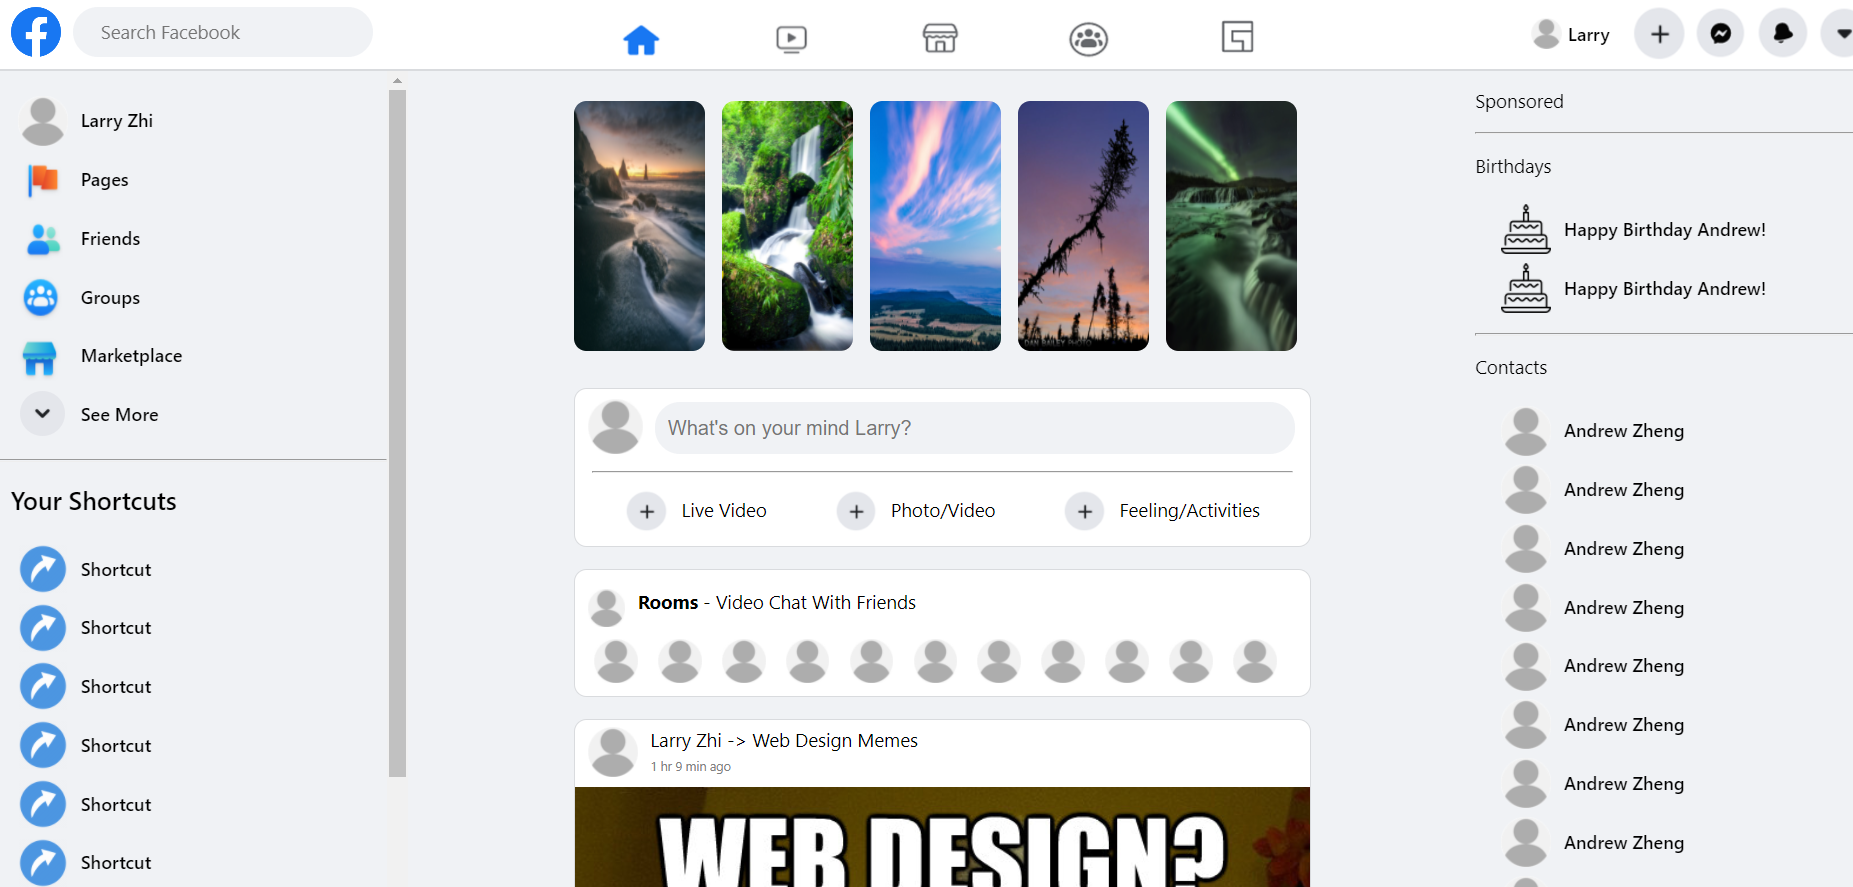 Search Facebook
Larry
Larry Zhi
Pages
Friends
Groups
Marketplace
See More
Your Shortcuts
Shortcut
Shortcut
Shortcut
Shortcut
Shortcut
Shortcut
DAN BAILEY PHOTO
What's on your mind Larry?
Live Video
Photo/Video
Feeling/Activities
Rooms - Video Chat With Friends
Larry Zhi -> Web Design Memes
1 hr 9 min ago
WEB DESIGN?
Sponsored
Birthdays
Happy Birthday Andrew!
Happy Birthday Andrew!
Contacts
Andrew Zheng
Andrew Zheng
Andrew Zheng
Andrew Zheng
Andrew Zheng
Andrew Zheng
Andrew Zheng
Andrew Zheng